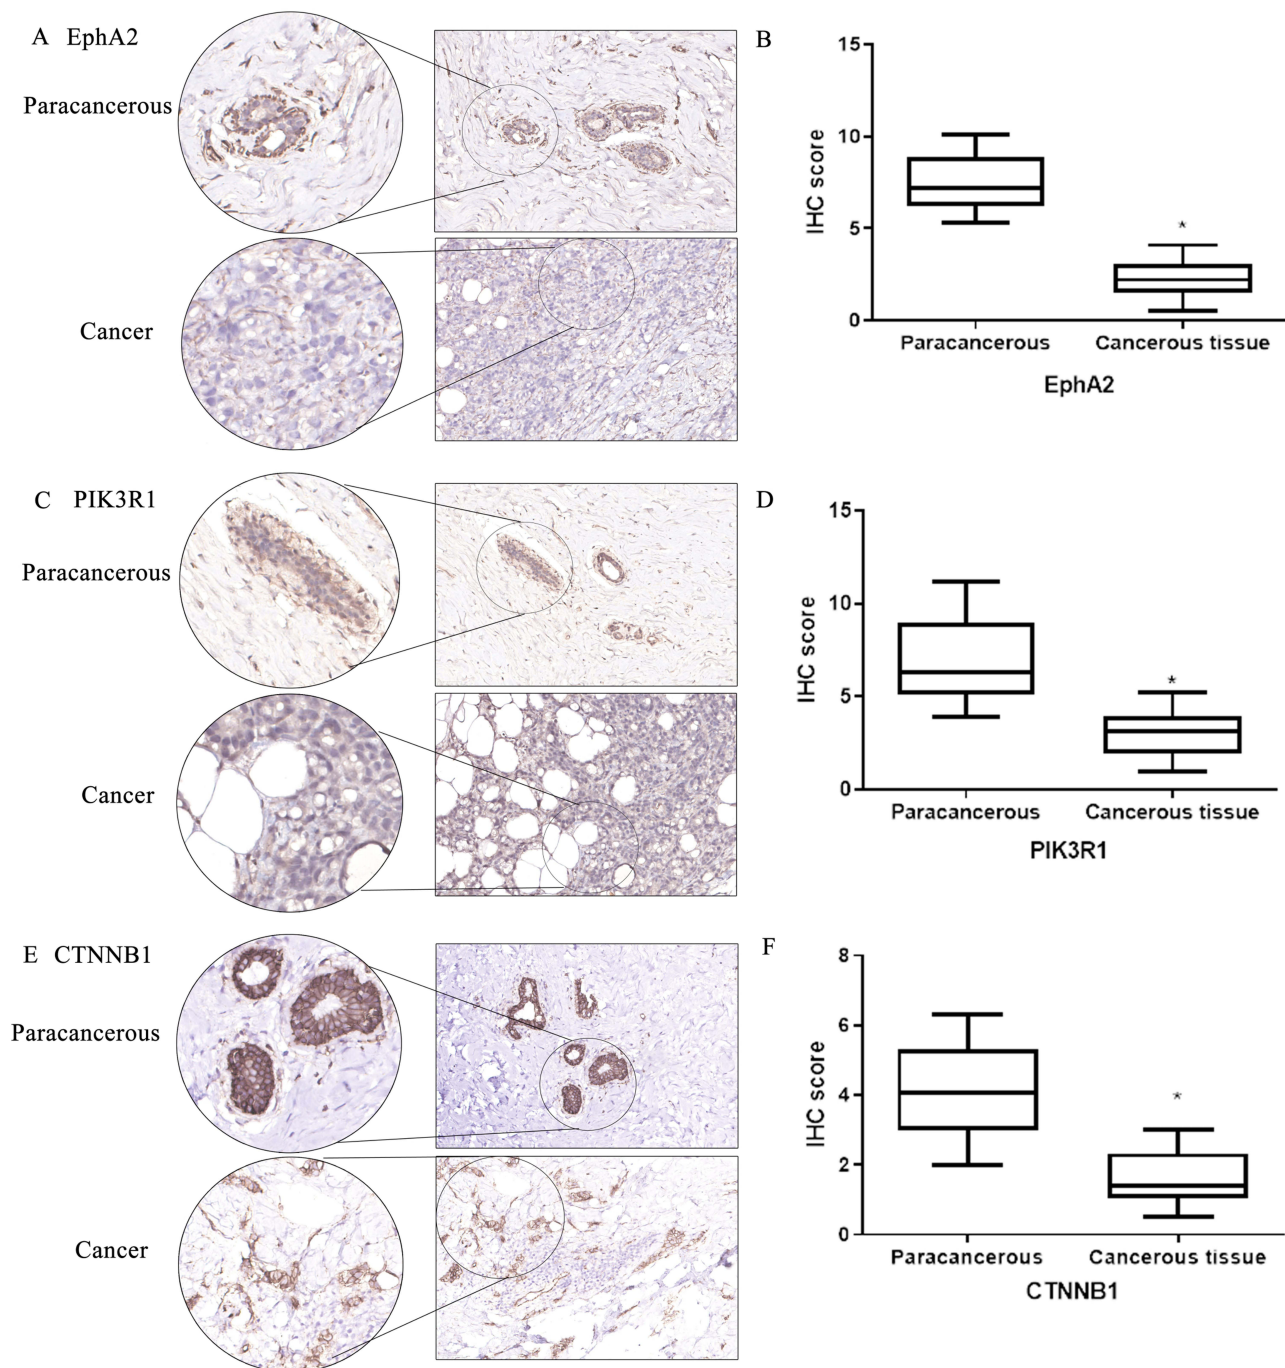 A EphA2
Paracancerous
Cancer
B
15
10
5
0
IHC score
*
Paracancerous
Cancerous tissue
EphA2
C PIK3R1
Paracancerous
Cancer
D
15
10
5
0
IHC score
*
Paracancerous
Cancerous tissue
PIK3R1
E CTNNB1
Paracancerous
Cancer
F
8
6
4
2
0
IHC score
*
Paracancerous
Cancerous tissue
CTNNB1